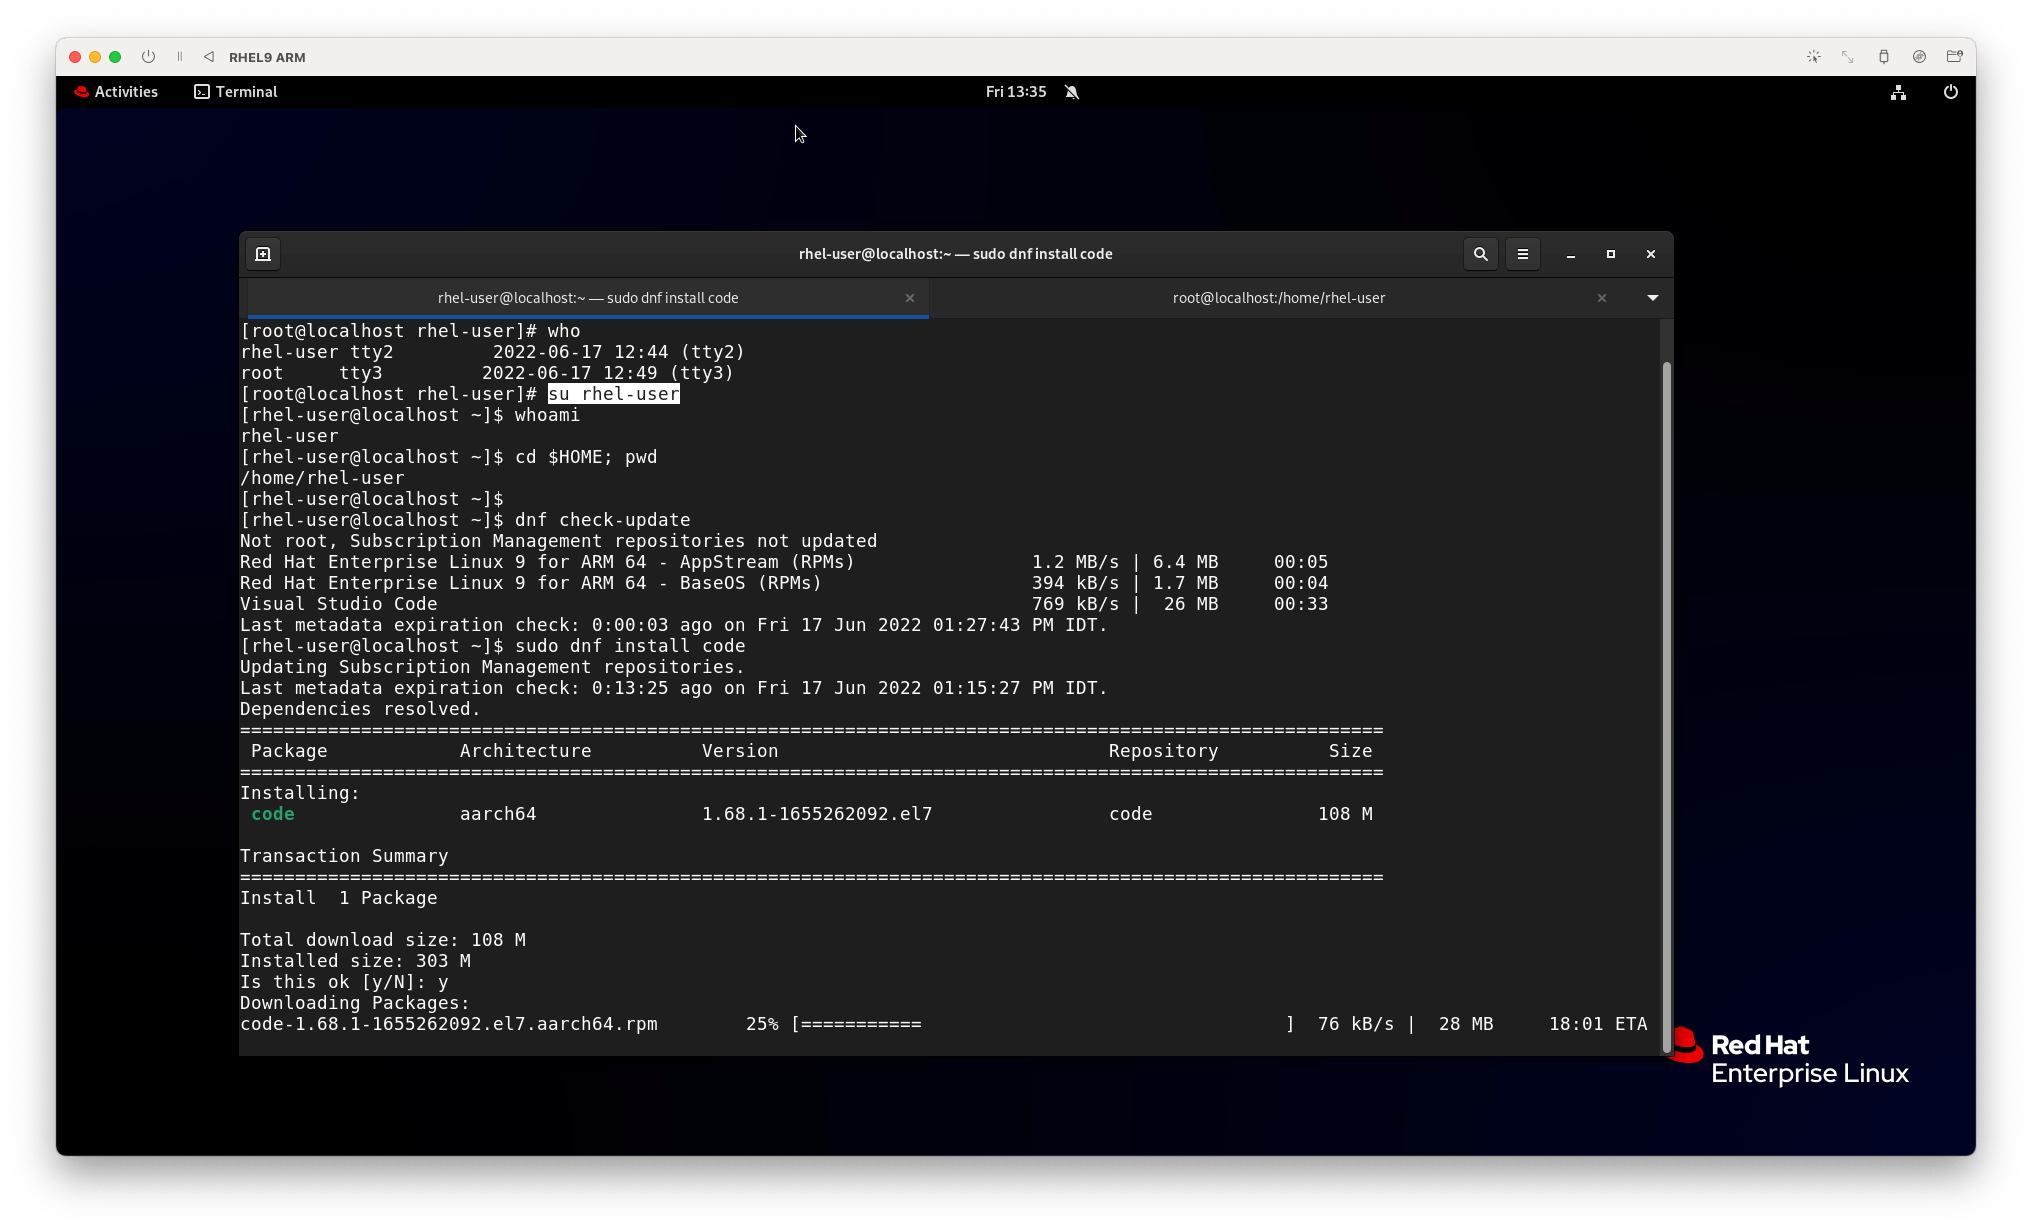 RHEL9 ARM
Activities Terminal Fri 13:35
rhel-user@localhost:~ — sudo dnf install code
rhel-user@localhost:~ — sudo dnf install code × root@localhost:/home/rhel-user ×
[root@localhost rhel-user]# who
rhel-user tty2         2022-06-17 12:44 (tty2)
root     tty3         2022-06-17 12:49 (tty3)
[root@localhost rhel-user]# su rhel-user
[rhel-user@localhost ~]$ whoami
rhel-user
[rhel-user@localhost ~]$ cd $HOME; pwd
/home/rhel-user
[rhel-user@localhost ~]$
[rhel-user@localhost ~]$ dnf check-update
Not root, Subscription Management repositories not updated
Red Hat Enterprise Linux 9 for ARM 64 - AppStream (RPMs)                1.2 MB/s | 6.4 MB     00:05
Red Hat Enterprise Linux 9 for ARM 64 - BaseOS (RPMs)                   394 kB/s | 1.7 MB     00:04
Visual Studio Code                                                      769 kB/s |  26 MB     00:33
Last metadata expiration check: 0:00:03 ago on Fri 17 Jun 2022 01:27:43 PM IDT.
[rhel-user@localhost ~]$ sudo dnf install code
Updating Subscription Management repositories.
Last metadata expiration check: 0:13:25 ago on Fri 17 Jun 2022 01:15:27 PM IDT.
Dependencies resolved.
========================================================================================================
 Package            Architecture          Version                              Repository          Size
========================================================================================================
Installing:
 code               aarch64               1.68.1-1655262092.el7                code               108 M
Transaction Summary
========================================================================================================
Install  1 Package
Total download size: 108 M
Installed size: 303 M
Is this ok [y/N]: y
Downloading Packages:
code-1.68.1-1655262092.el7.aarch64.rpm        25% [===========                                 ]  76 kB/s |  28 MB     18:01 ETA
Red Hat
Enterprise Linux